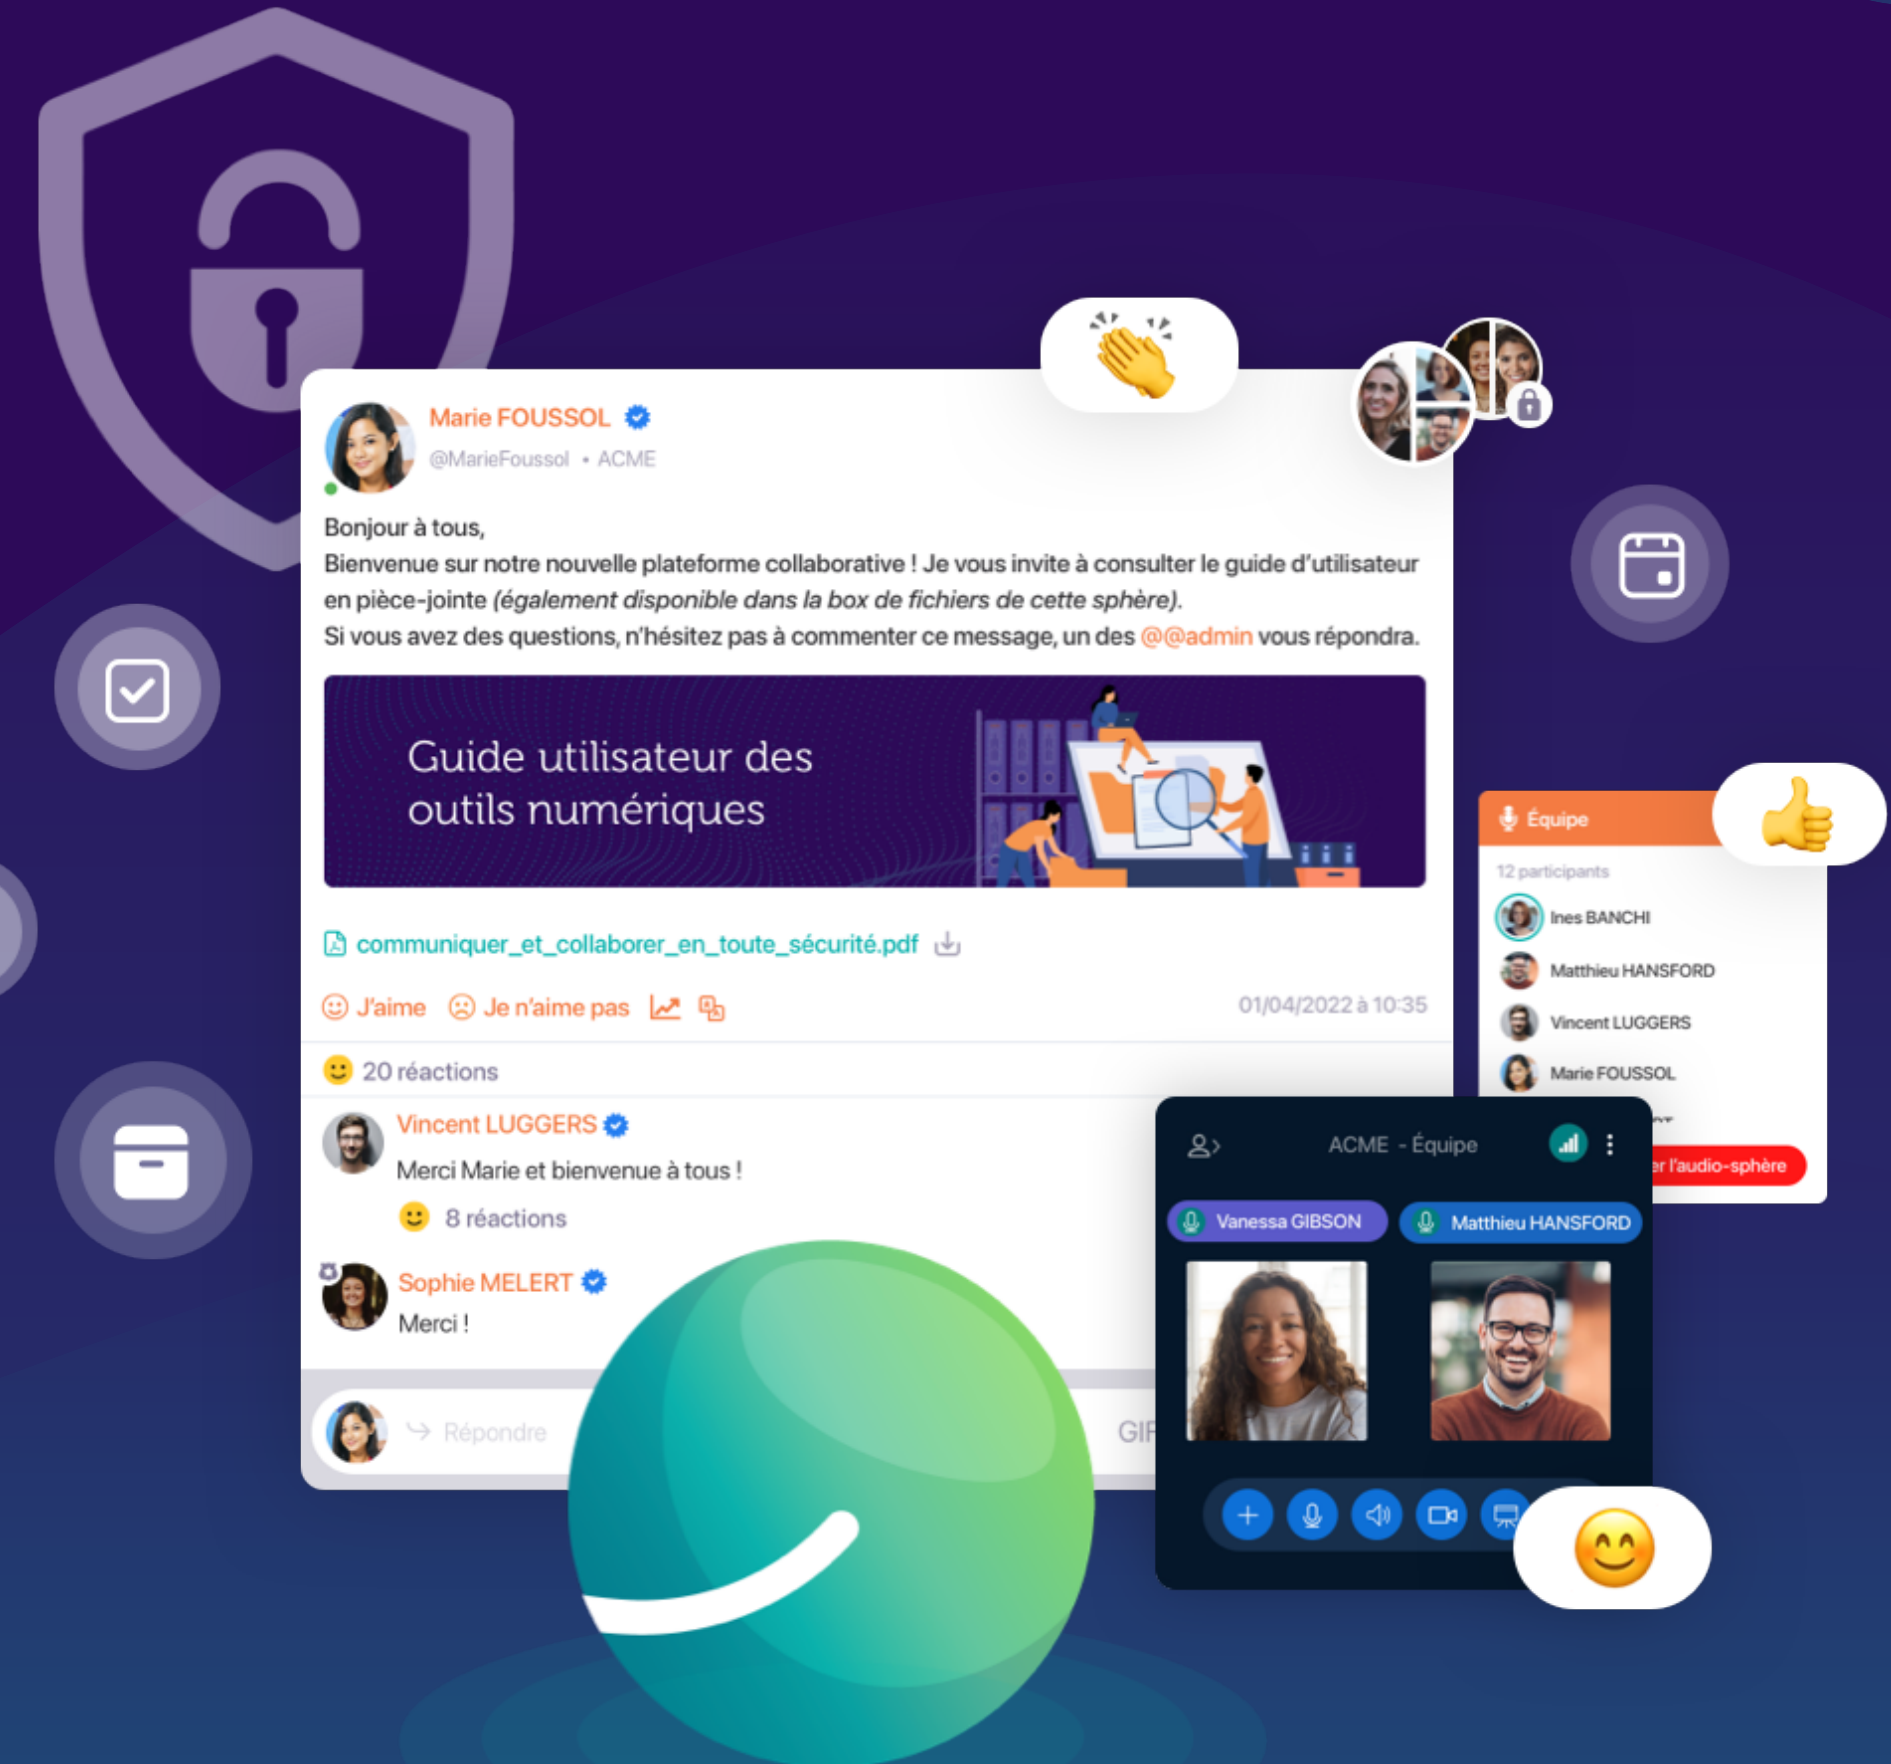 Marie FOUSSOL
@MarieFoussol • ACME
Bonjour à tous,
Bienvenue sur notre nouvelle plateforme collaborative ! Je vous invite à consulter le guide d'utilisateur
en pièce-jointe (également disponible dans la box de fichiers de cette sphère).
Si vous avez des questions, n'hésitez pas à commenter ce message, un des @@admin vous répondra.
Guide utilisateur des
outils numériques
communiquer_et_collaborer_en_toute_sécurité.pdf
J'aime Je n'aime pas
01/04/2022 à 10:35
20 réactions
Vincent LUGGERS
Merci Marie et bienvenue à tous !
8 réactions
Sophie MELERT
Merci !
Répondre
Équipe
12 participants
Ines BANCHI
Matthieu HANSFORD
Vincent LUGGERS
Marie FOUSSOL
l'audio-sphère
ACME - Équipe
Vanessa GIBSON
Matthieu HANSFORD